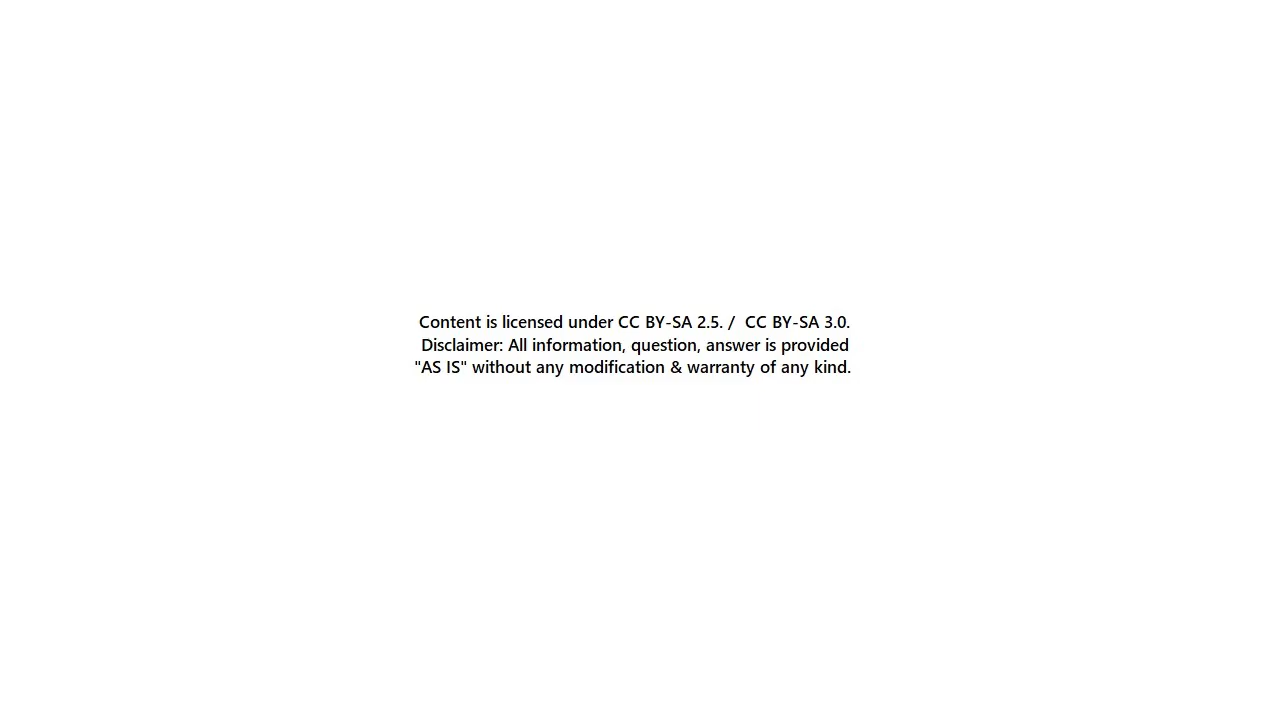 Content is licensed under CC BY-SA 2.5. /  CC BY-SA 3.0.
Disclaimer: All information, question, answer is provided
"AS IS" without any modification & warranty of any kind.